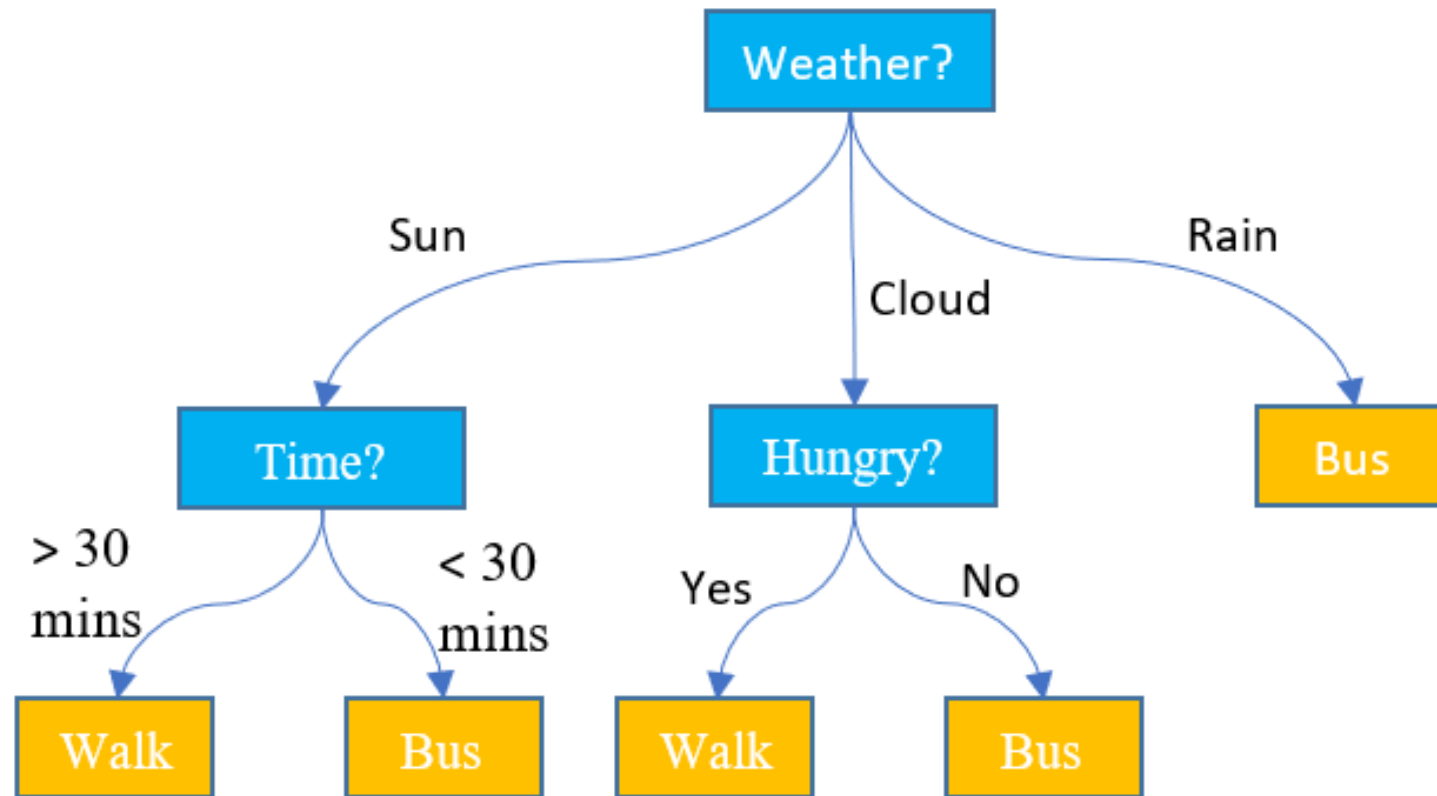 Weather?
Sun
Rain
Cloud
Time?
Hungry?
Bus
> 30
mins
< 30
mins
Yes
No
Walk
Bus
Walk
Bus